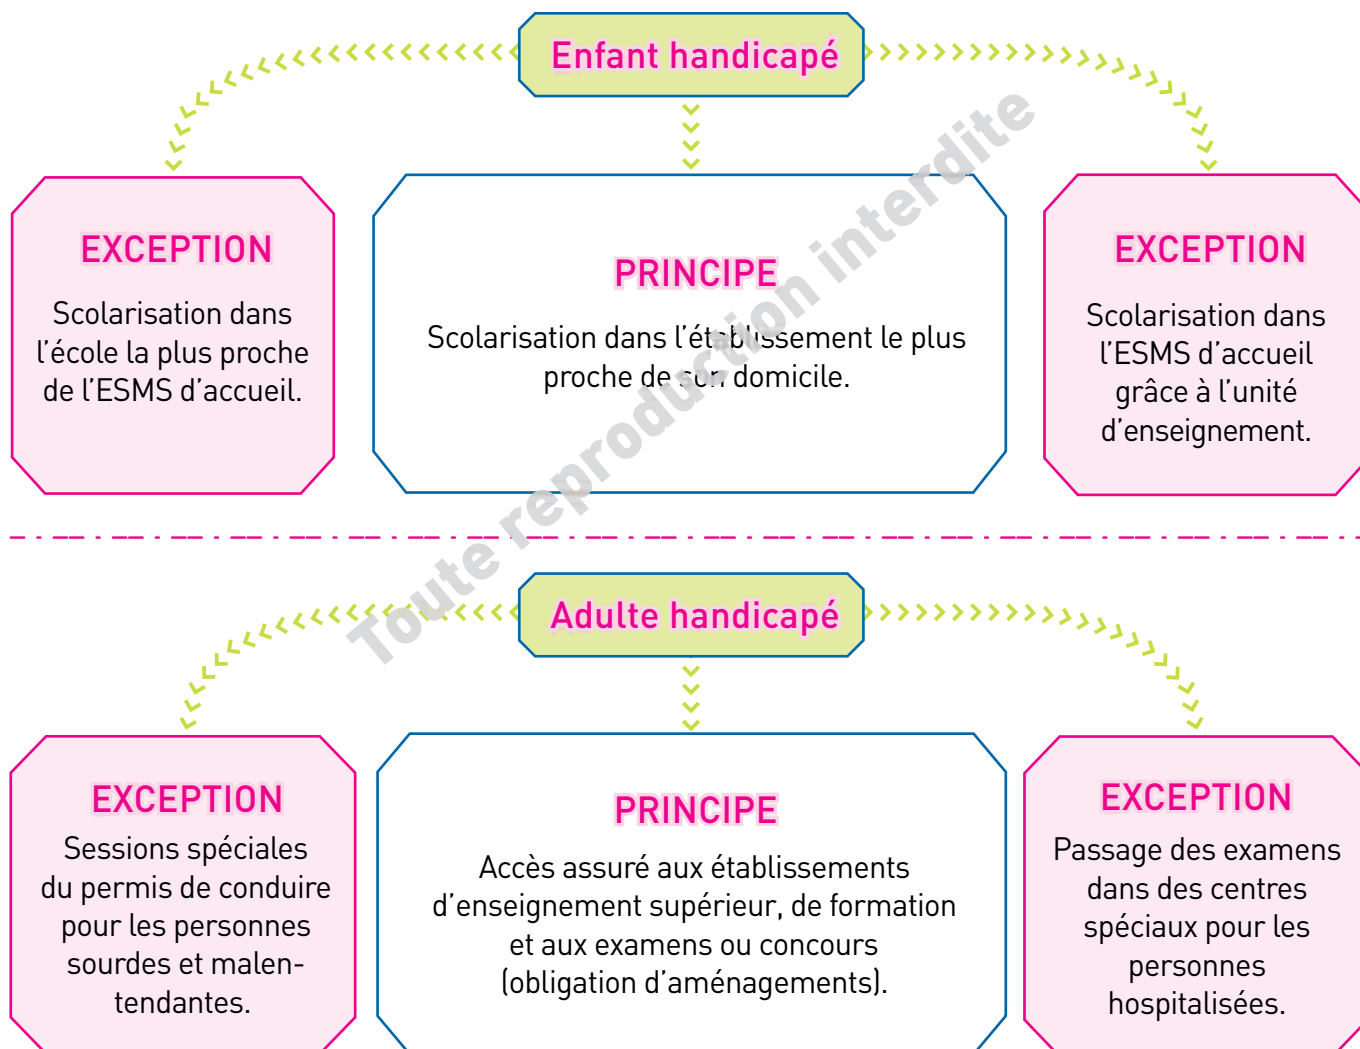 Enfant handicapé
EXCEPTION
Scolarisation dans
l’école la plus proche
de l’ESMS d’accueil.
PRINCIPE
Scolarisation dans l’établissement le plus
proche de son domicile.
EXCEPTION
Scolarisation dans
l’ESMS d’accueil
grâce à l’unité
d’enseignement.
Toute reproduction interdite
Adulte handicapé
EXCEPTION
Sessions spéciales
du permis de conduire
pour les personnes
sourdes et malen-
tendantes.
PRINCIPE
Accès assuré aux établissements
d’enseignement supérieur, de formation
et aux examens ou concours
(obligation d’aménagements).
EXCEPTION
Passage des examens
dans des centres
spéciaux pour les
personnes
hospitalisées.